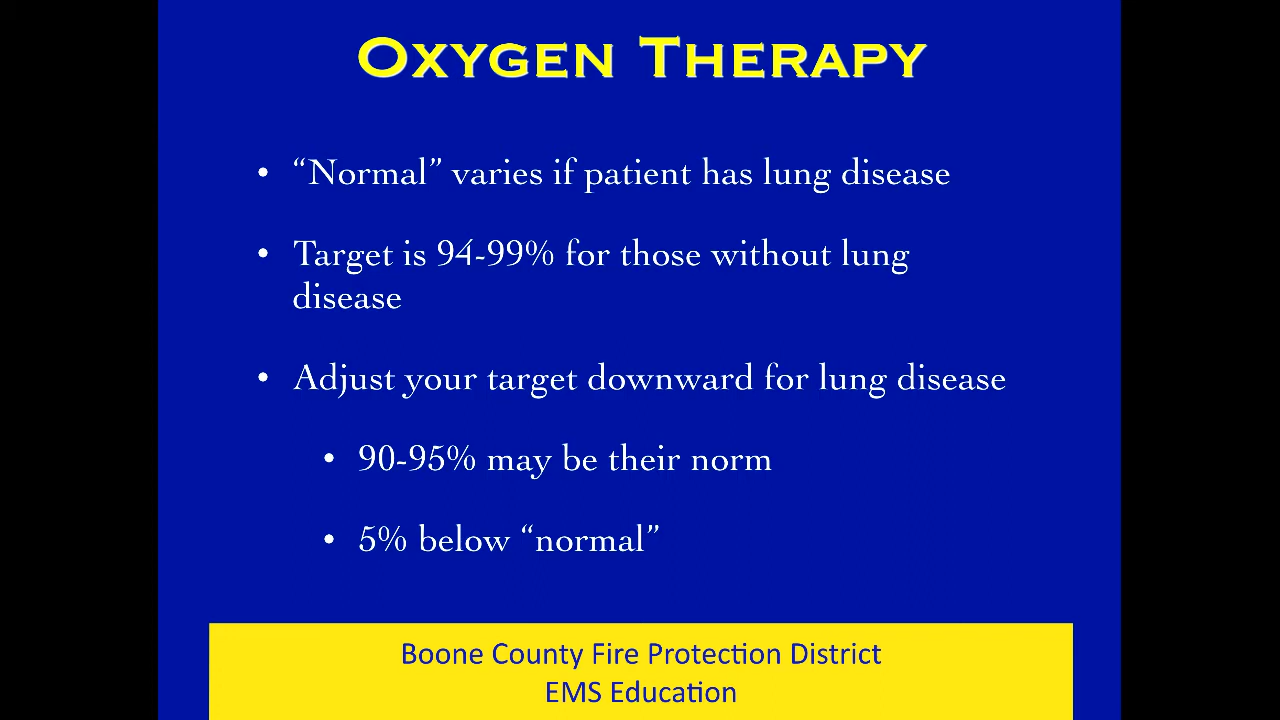 OXYGEN THERAPY
• “Normal” varies if patient has lung disease
• Target is 94-99% for those without lung
disease
• Adjust your target downward for lung disease
• 90-95% may be their norm
• 5% below “normal”
Boone County Fire Protection District
EMS Education